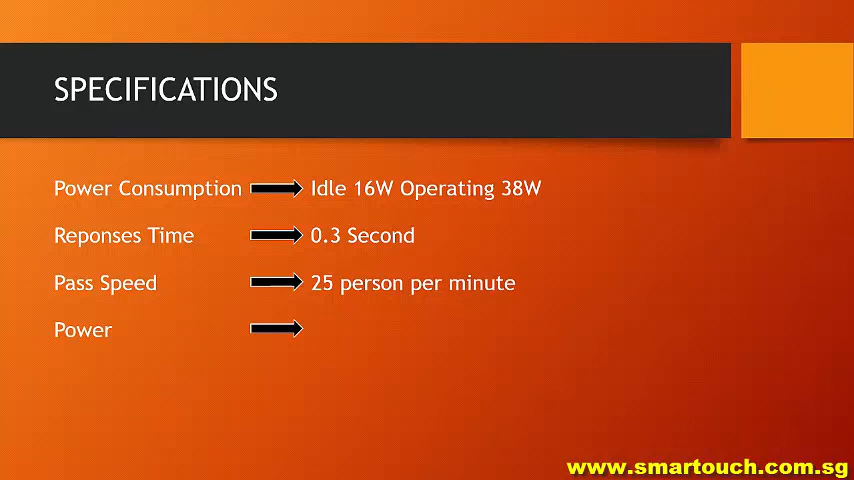 SPECIFICATIONS
Power Consumption Idle 16W Operating 38W
Reponses Time 0.3 Second
Pass Speed 25 person per minute
Power
www.smartouch.com.sg